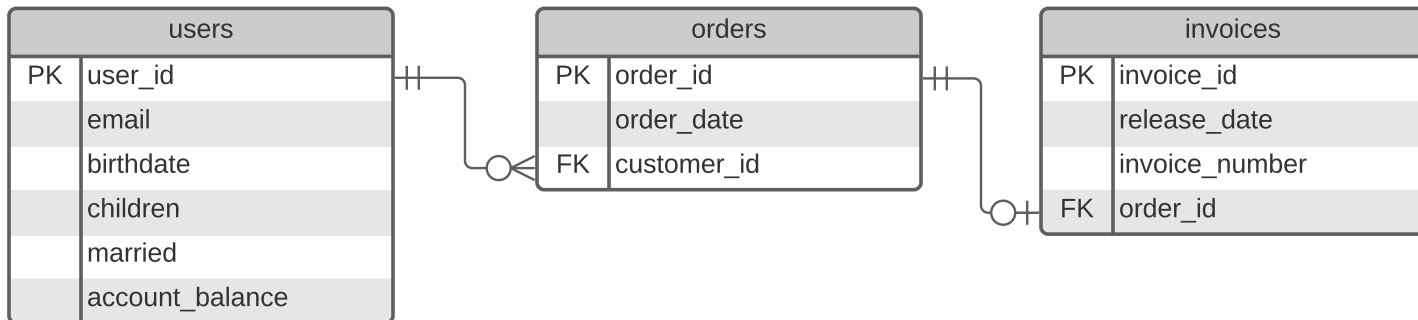 users
PK user_id
email
birthdate
children
married
account_balance
orders
PK order_id
order_date
FK customer_id
invoices
PK invoice_id
release_date
invoice_number
FK order_id